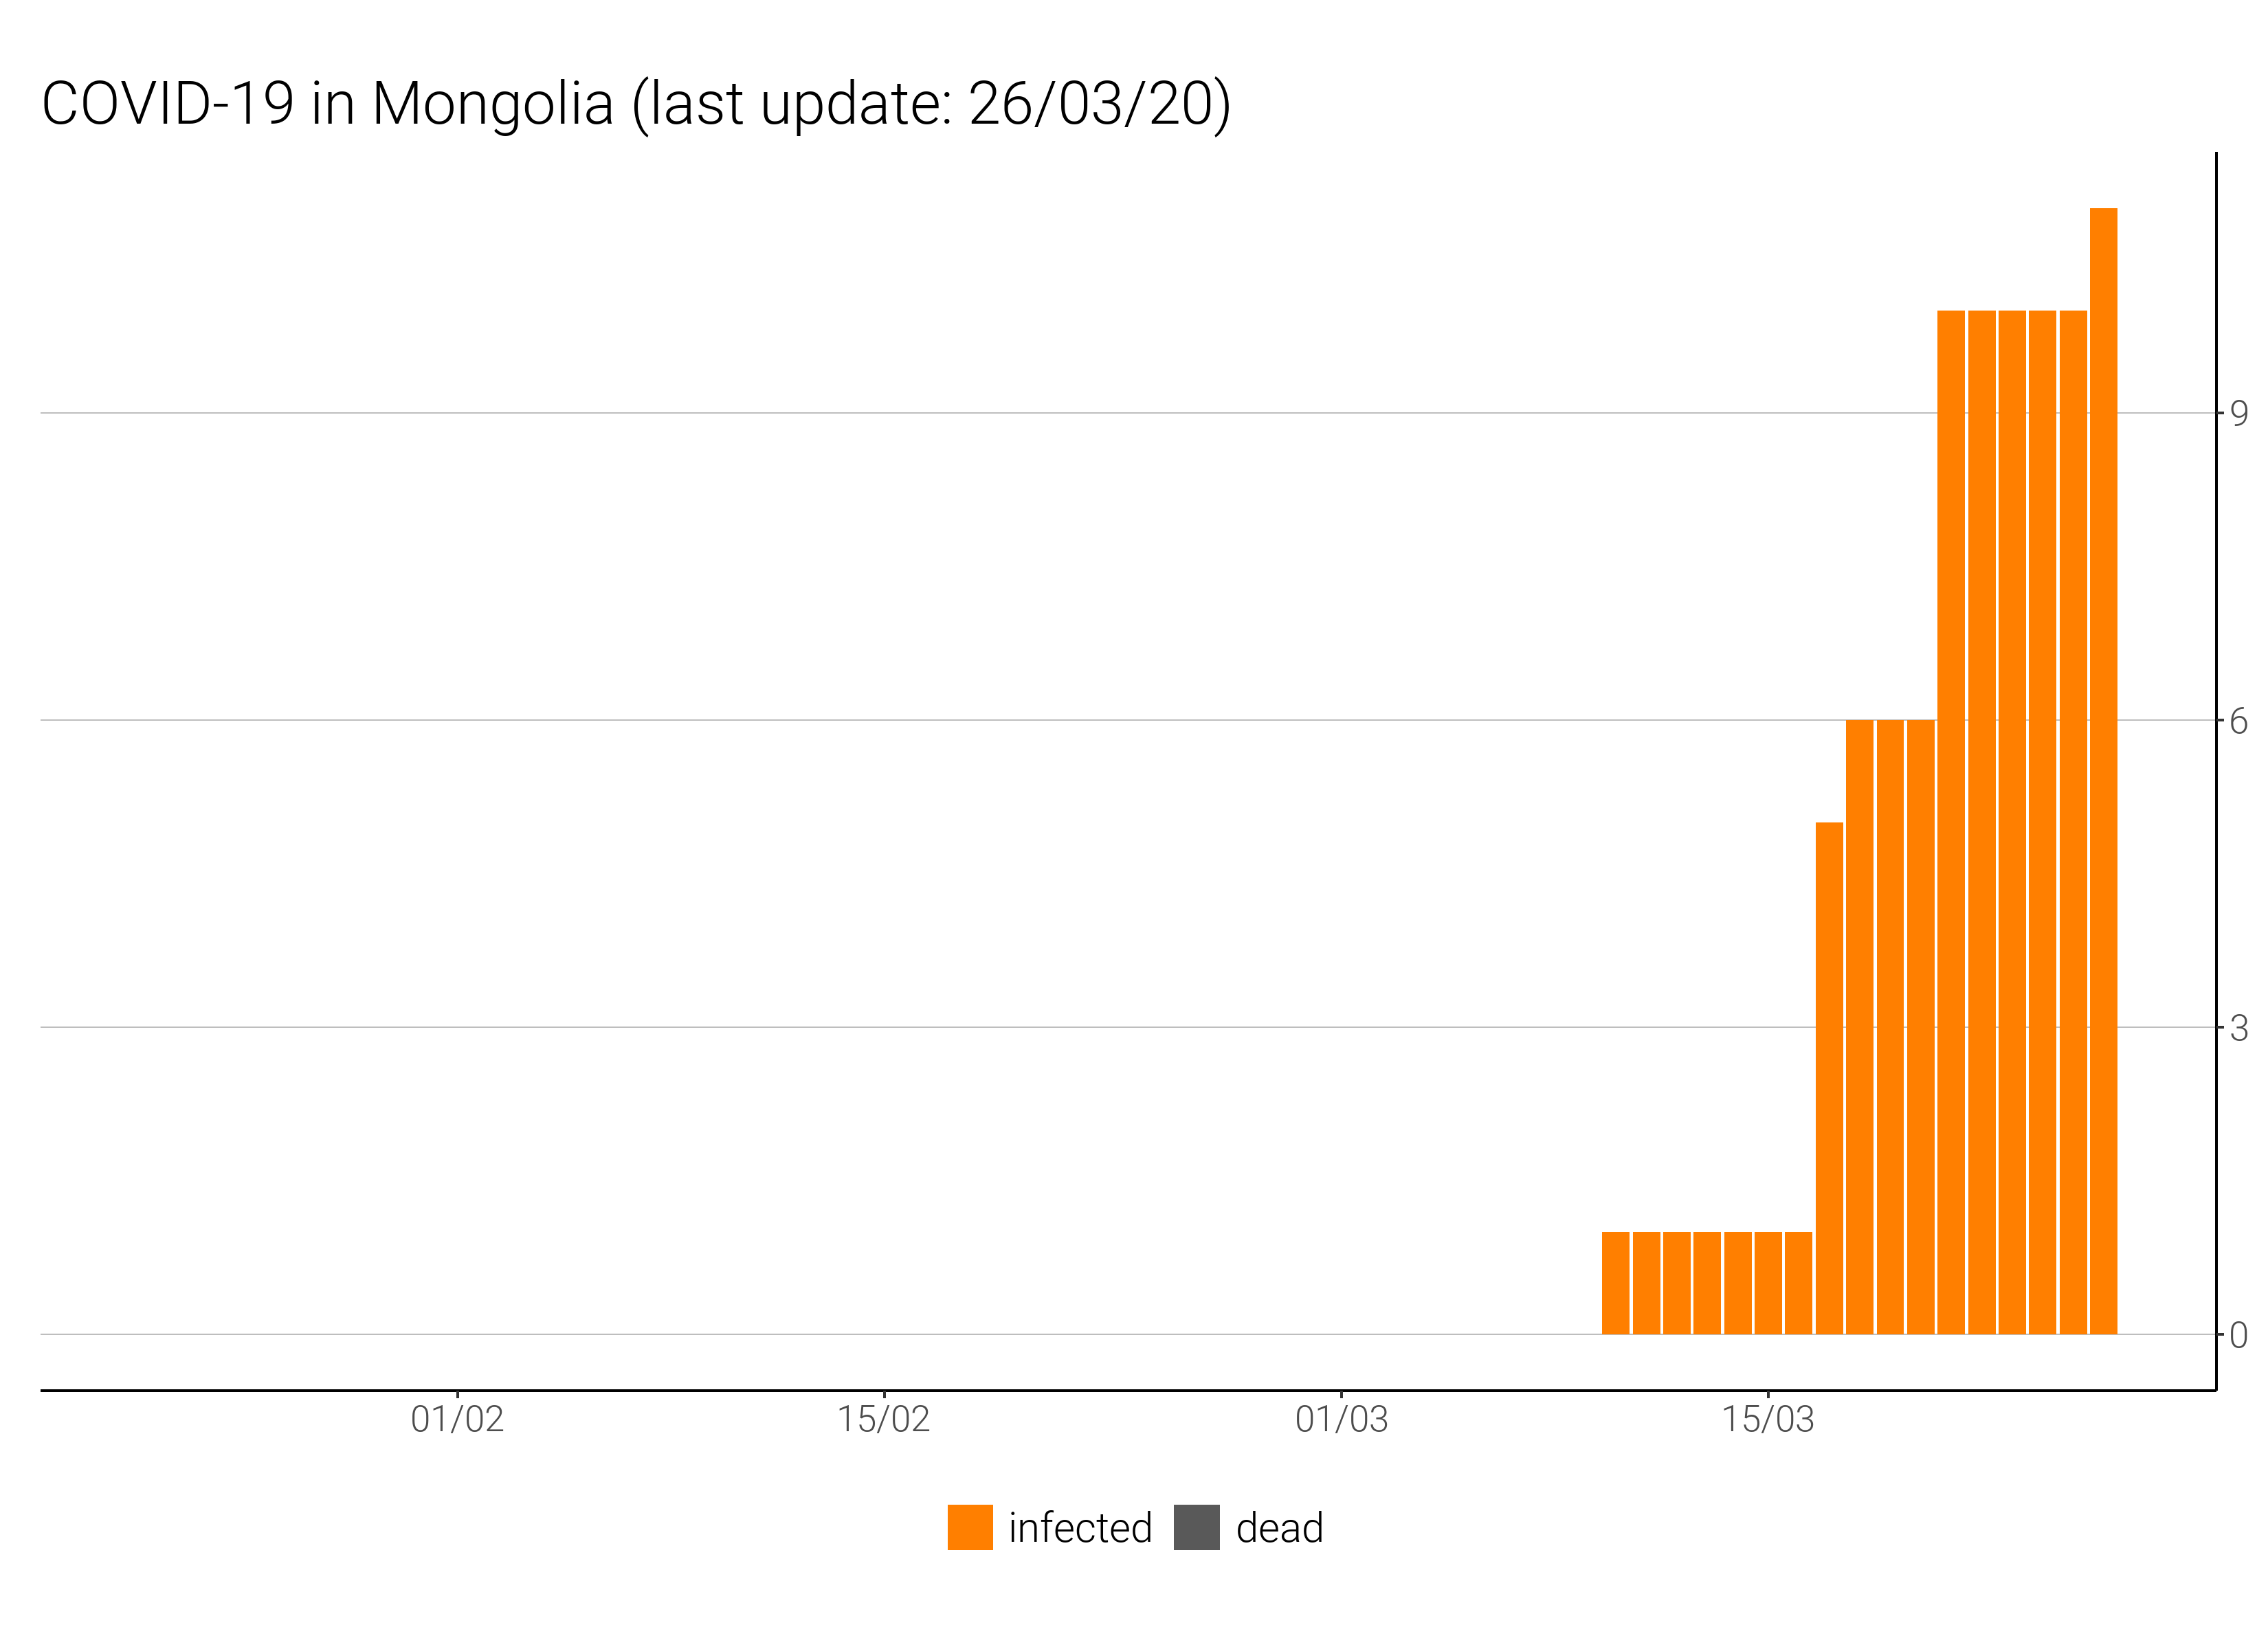 COVID-19 in Mongolia (last update: 26/03/20)
9
6
3
0
01/02 15/02 01/03 15/03
infected dead